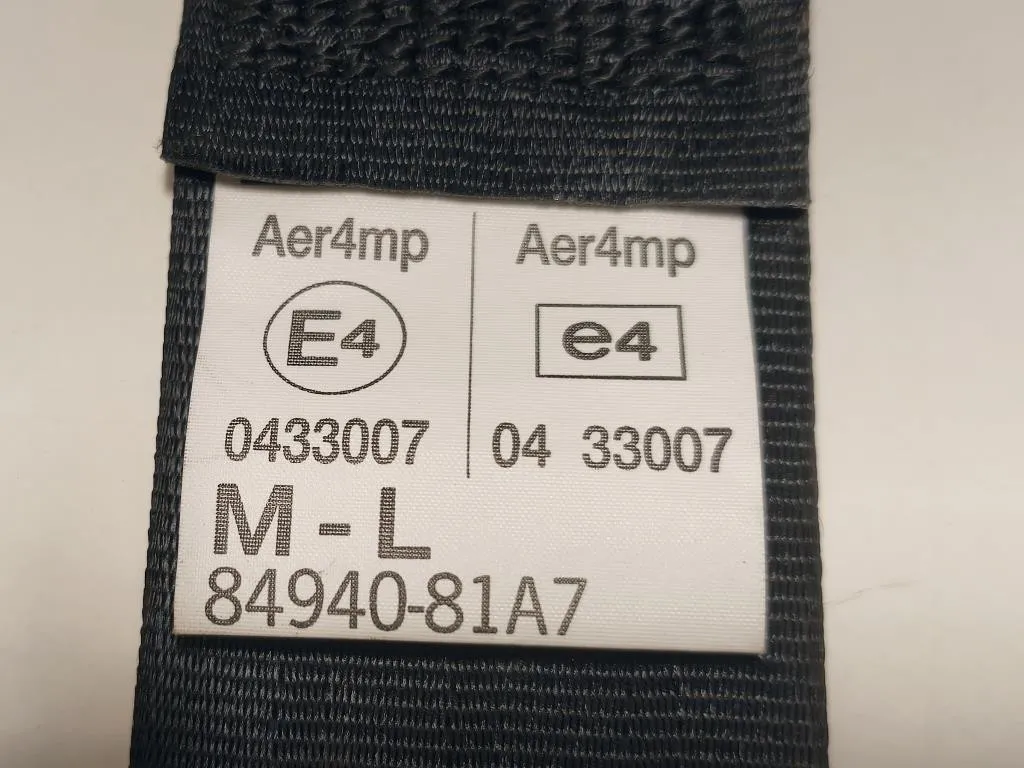 Aer4mp Aer4mp
E4 e4
0433007 04 33007
M - L
84940-81A7